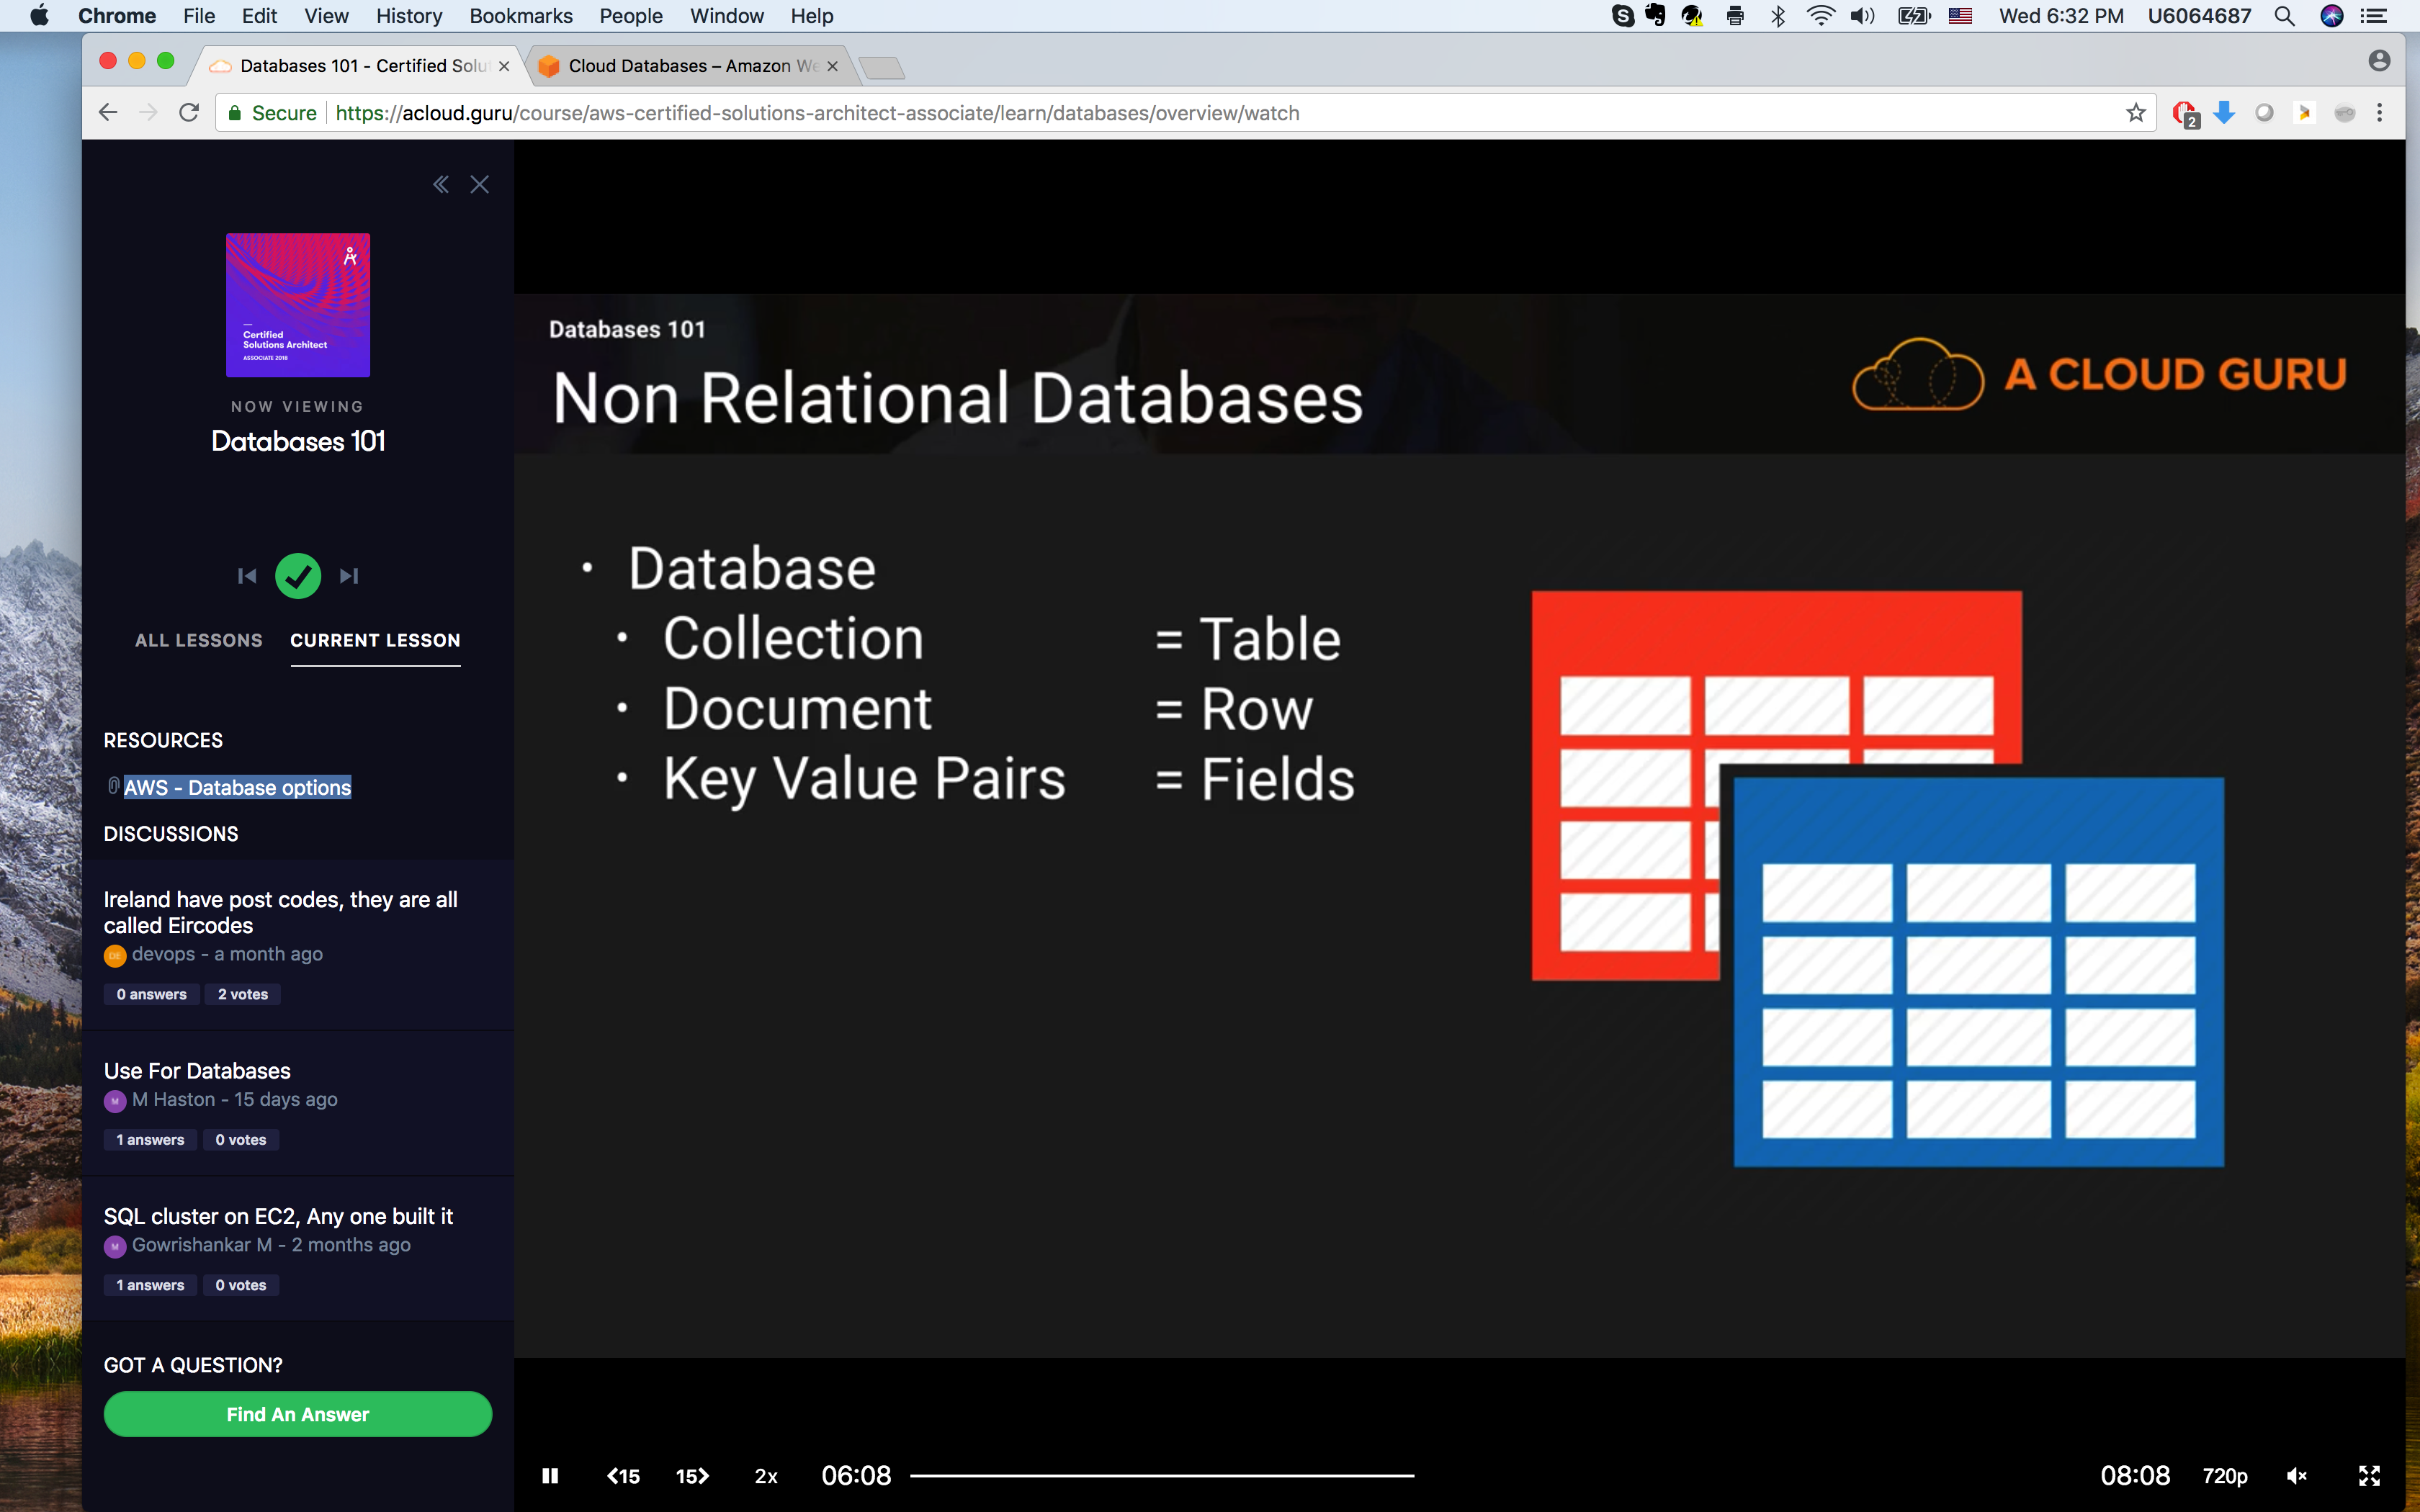 Chrome File Edit View History Bookmarks People Window Help
Wed 6:32 PM U6064687
Databases 101 - Certified Solu
Cloud Databases – Amazon We
Secure https://acloud.guru/course/aws-certified-solutions-architect-associate/learn/databases/overview/watch
2
Certified
Solutions Architect
ASSOCIATE 2018
NOW VIEWING
Databases 101
ALL LESSONS CURRENT LESSON
RESOURCES
AWS - Database options
DISCUSSIONS
Ireland have post codes, they are all
called Eircodes
DE devops - a month ago
0 answers 2 votes
Use For Databases
M M Haston - 15 days ago
1 answers 0 votes
SQL cluster on EC2, Any one built it
M Gowrishankar M - 2 months ago
1 answers 0 votes
GOT A QUESTION?
Find An Answer
Databases 101
Non Relational Databases
A CLOUD GURU
• Database
• Collection = Table
• Document = Row
• Key Value Pairs = Fields
15 15 2x 06:08 08:08 720p